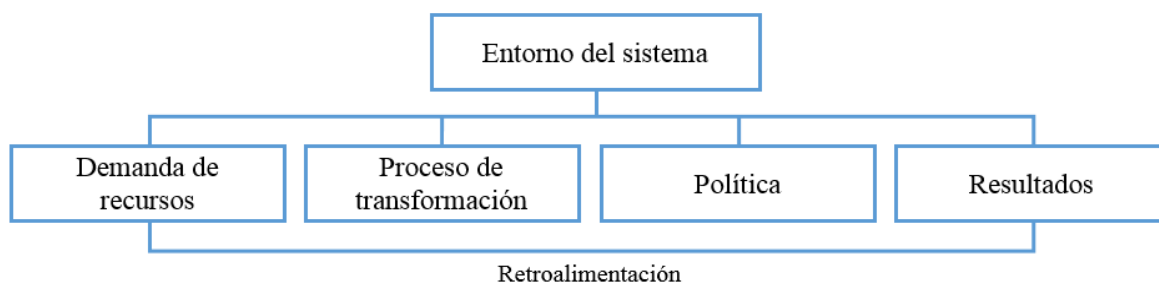 Entorno del sistema
Demanda de
recursos
Proceso de
transformación
Política
Resultados
Retroalimentación